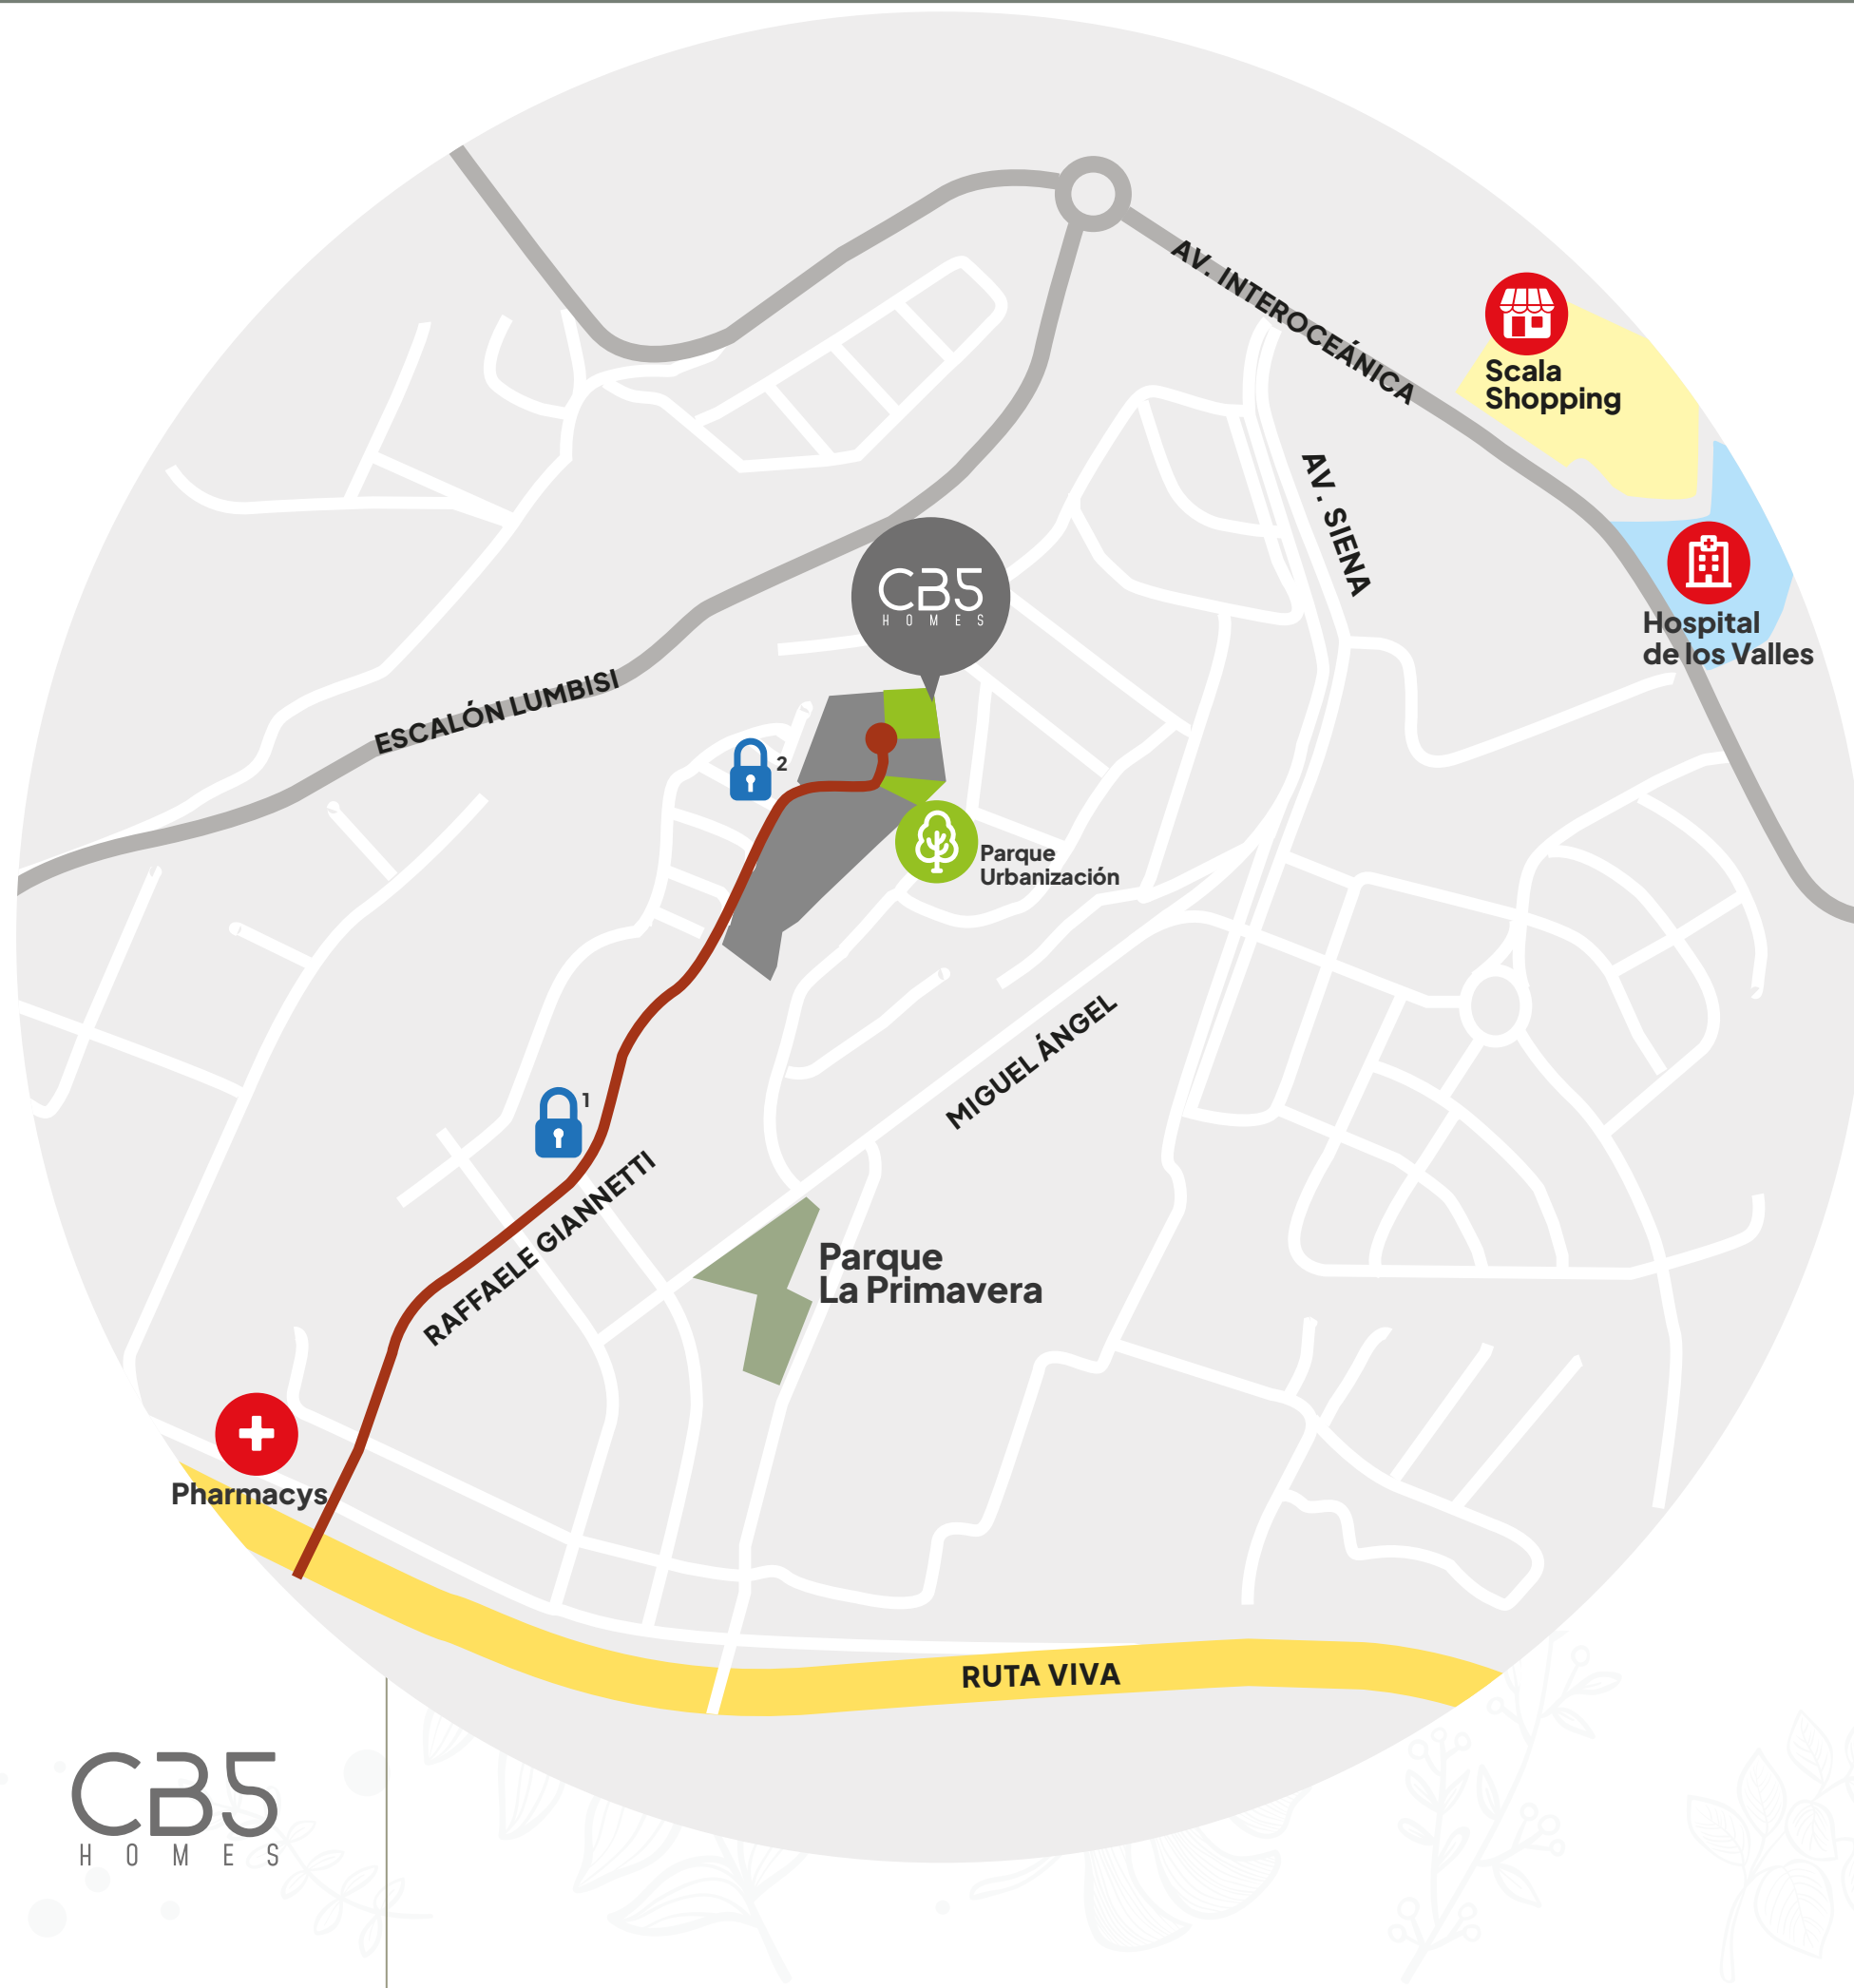 AV. INTEROCEÁNICA
Scala
Shopping
AV. SIENA
CB5
HOMES
Hospital
de los Valles
ESCALÓN LUMBISI
2
Parque
Urbanización
MIGUEL ÁNGEL
1
RAFFAELE GIANNETTI
Parque
La Primavera
Pharmacys
RUTA VIVA
CB5
HOMES